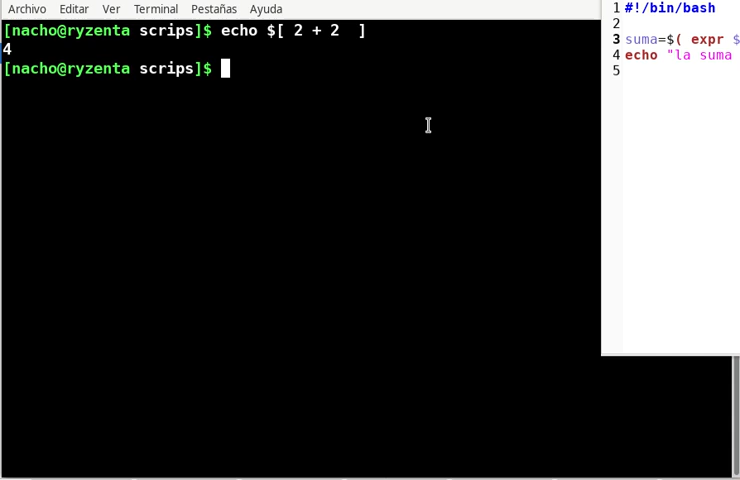 Archivo Editar Ver Terminal Pestañas Ayuda
[nacho@ryzenta scrips]$ echo $[ 2 + 2  ]
4
[nacho@ryzenta scrips]$
1 #!/bin/bash
2
3 suma=$( expr $
4 echo "la suma
5